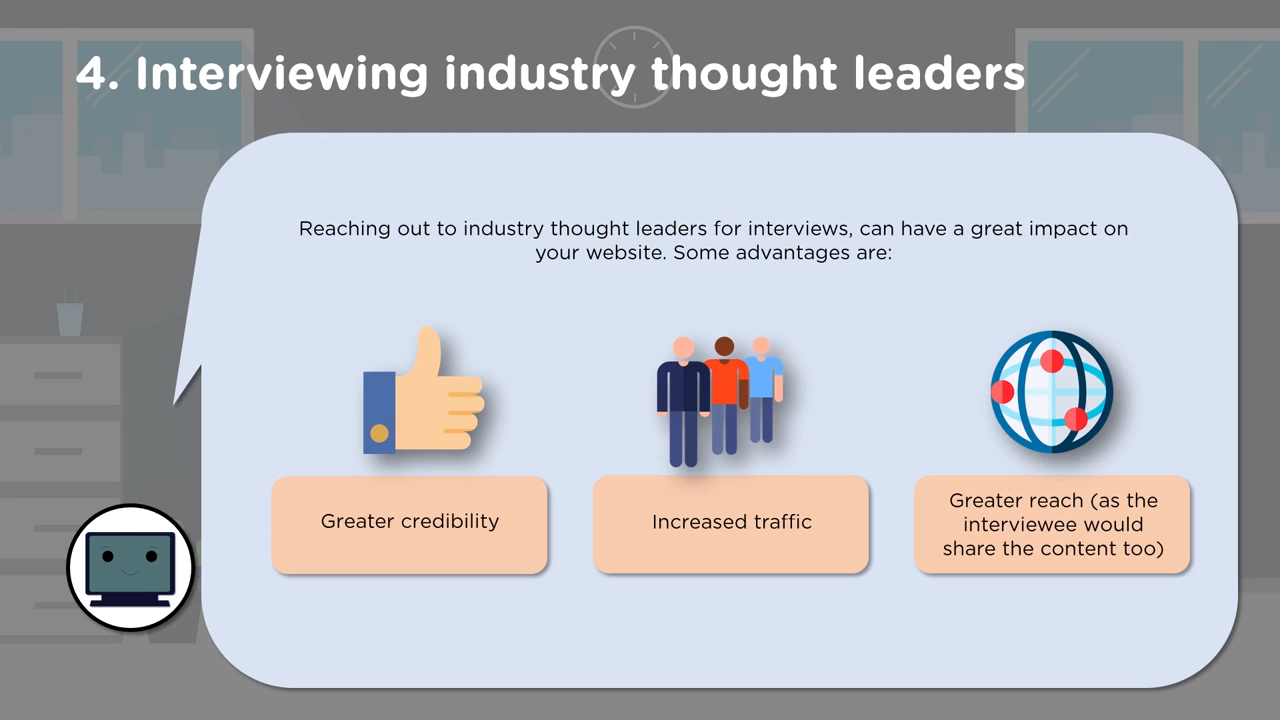 4. Interviewing industry thought leaders
Reaching out to industry thought leaders for interviews, can have a great impact on
your website. Some advantages are:
Greater credibility
Increased traffic
Greater reach (as the
interviewee would
share the content too)